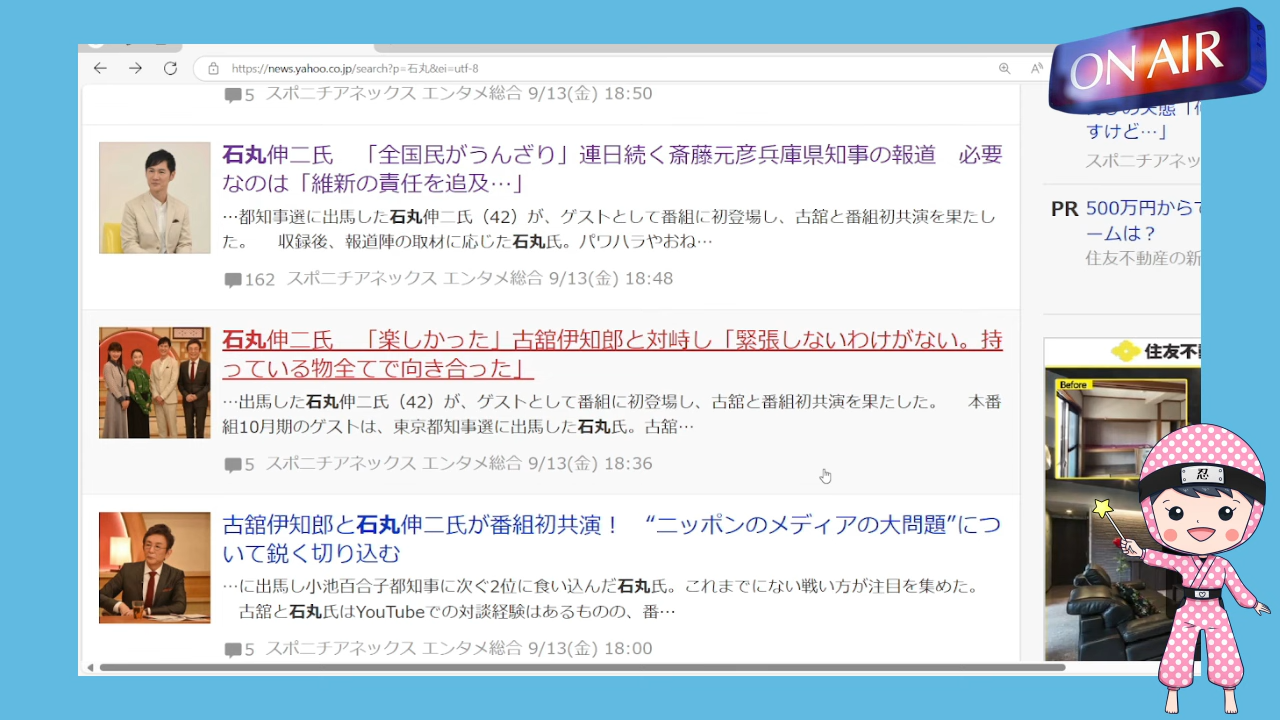 https://news.yahoo.co.jp/search?p=石丸&ei=utf-8
ON AIR
5 スポニチアネックス エンタメ総合 9/13(金) 18:50
石丸伸二氏　「全国民がうんざり」連日続く斎藤元彦兵庫県知事の報道　必要
なのは「維新の責任を追及…」
…都知事選に出馬した石丸伸二氏（42）が、ゲストとして番組に初登場し、古舘と番組初共演を果たし
た。　　収録後、報道陣の取材に応じた石丸氏。パワハラやおね…
162 スポニチアネックス エンタメ総合 9/13(金) 18:48
石丸伸二氏　「楽しかった」古舘伊知郎と対峙し「緊張しないわけがない。持
っている物全てで向き合った」
…出馬した石丸伸二氏（42）が、ゲストとして番組に初登場し、古舘と番組初共演を果たした。　　本番
組10月期のゲストは、東京都知事選に出馬した石丸氏。古舘…
5 スポニチアネックス エンタメ総合 9/13(金) 18:36
古舘伊知郎と石丸伸二氏が番組初共演！　“ニッポンのメディアの大問題”につ
いて鋭く切り込む
…に出馬し小池百合子都知事に次ぐ2位に食い込んだ石丸氏。これまでにない戦い方が注目を集めた。
古舘と石丸氏はYouTubeでの対談経験はあるものの、番…
5 スポニチアネックス エンタメ総合 9/13(金) 18:00
すけど…」
スポニチアネッ
PR 500万円からで
ームは？
住友不動産の新
住友不
Before
忍